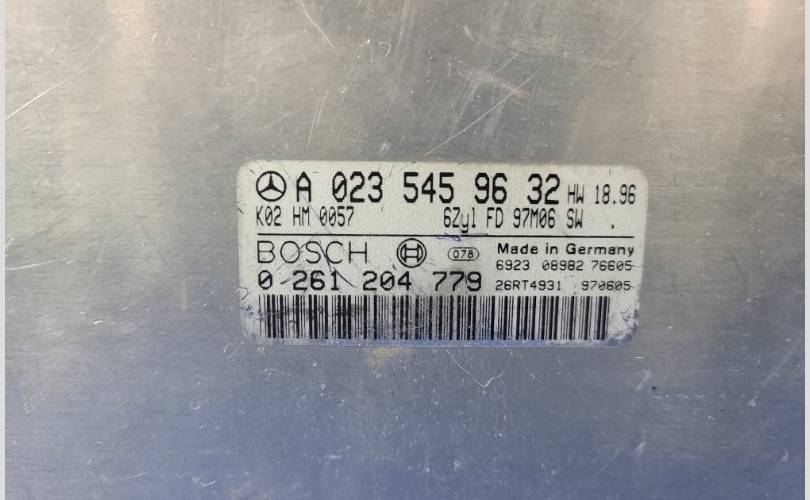 A 023 545 96 32 HW 18.96
K02 HM 0057 6Zyl FD 97M06 SW .
BOSCH 078 Made in Germany
6923 08982 76605
0 261 204 779 26RT4931 970605